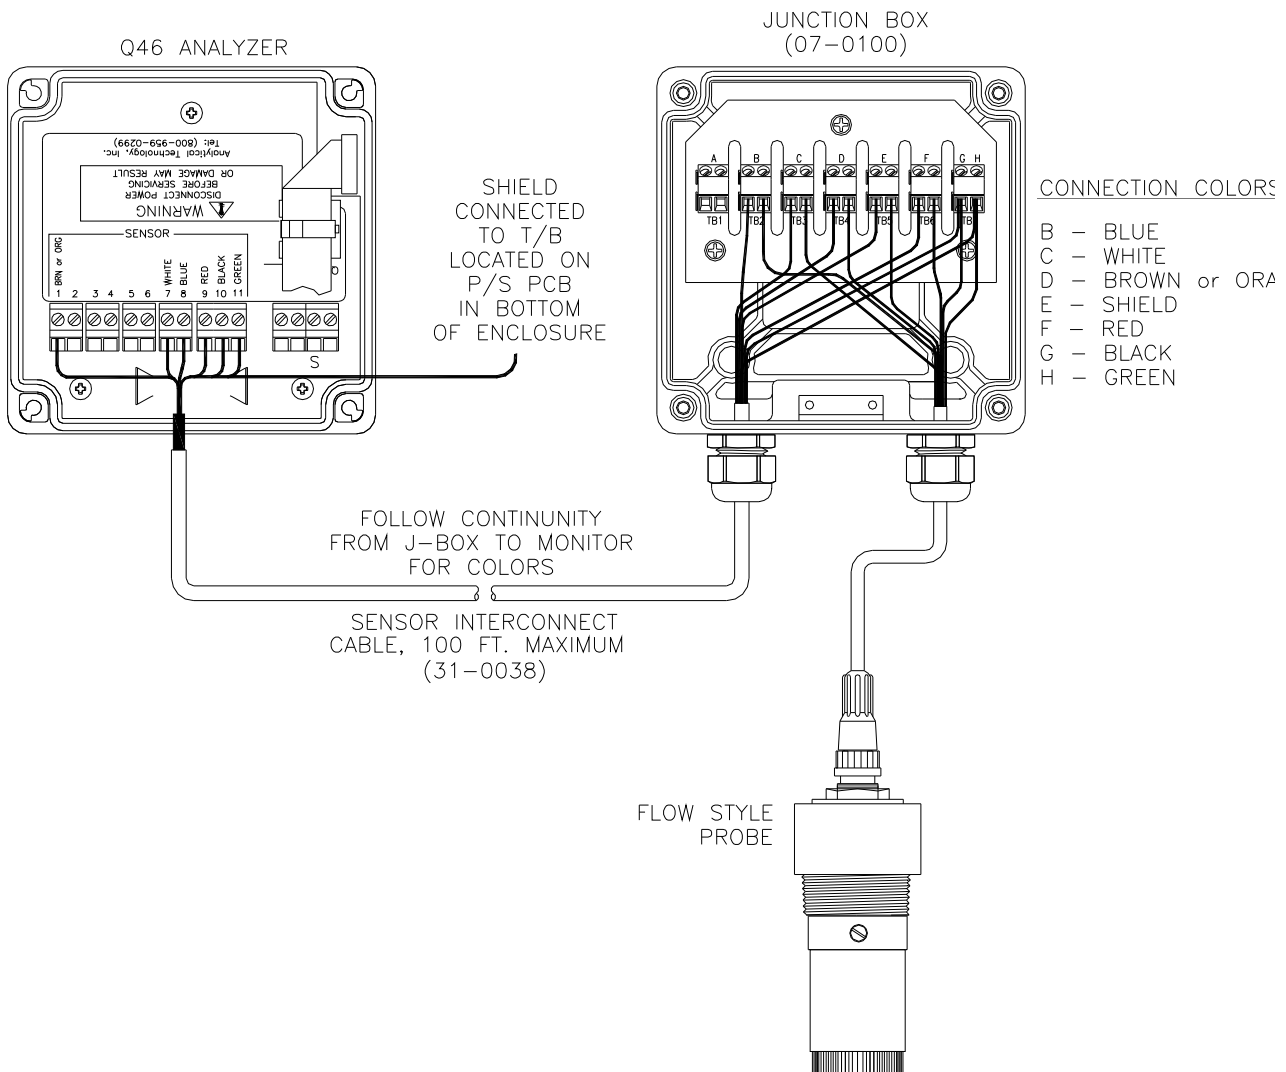 Q46 ANALYZER
JUNCTION BOX
(07-0100)
Tel: (800-959-0299)
Analytical Technology, Inc.
OR DAMAGE MAY RESULT
BEFORE SERVICING
DISCONNECT POWER
WARNING
SENSOR
BRN or ORG
WHITE
BLUE
RED
BLACK
GREEN
1 2 3 4 5 6 7 8 9 10 11
S
SHIELD
CONNECTED
TO T/B
LOCATED ON
P/S PCB
IN BOTTOM
OF ENCLOSURE
A B C D E F G H
TB1 TB2 TB3 TB4 TB5 TB6 TB
CONNECTION COLORS
B - BLUE
C - WHITE
D - BROWN or ORA
E - SHIELD
F - RED
G - BLACK
H - GREEN
FOLLOW CONTINUNITY
FROM J-BOX TO MONITOR
FOR COLORS
SENSOR INTERCONNECT
CABLE, 100 FT. MAXIMUM
(31-0038)
FLOW STYLE
PROBE